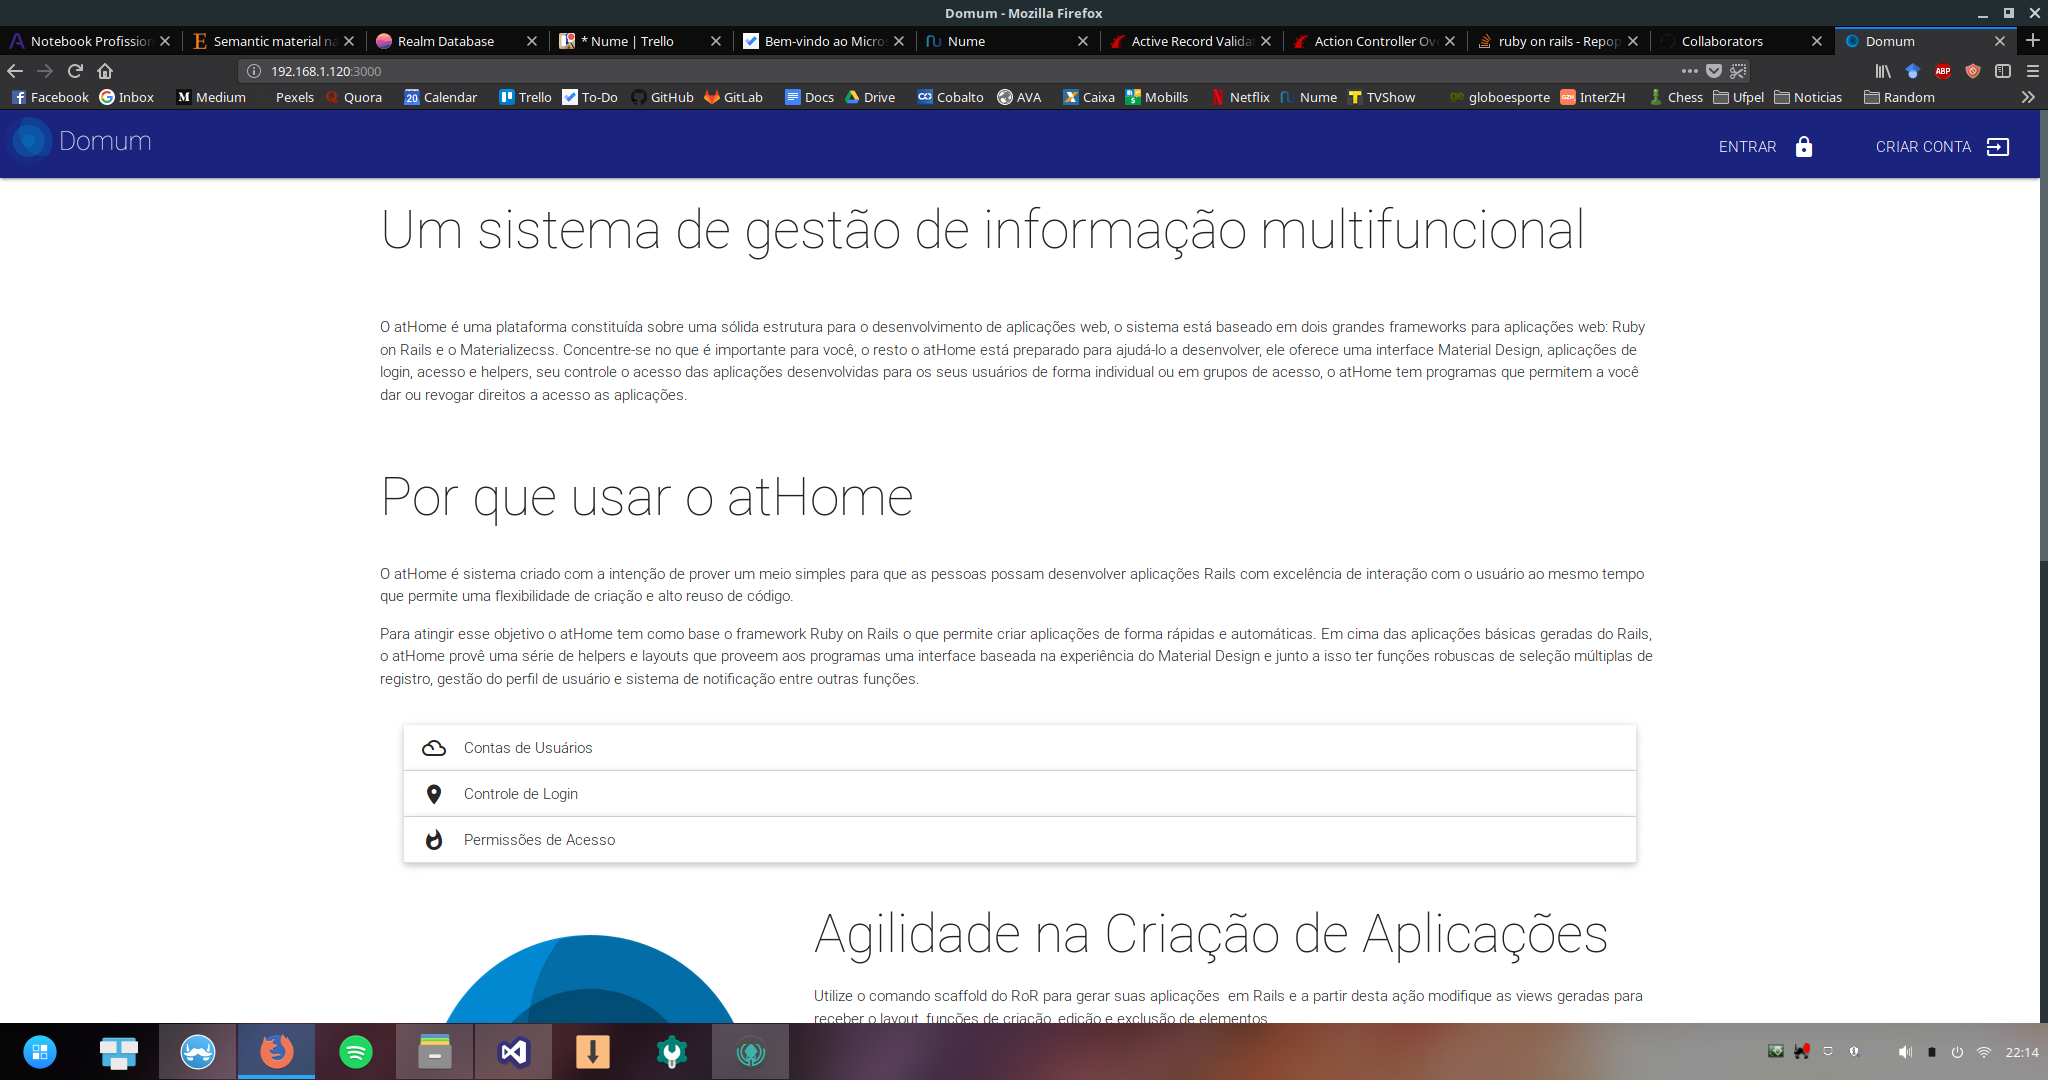 Domum - Mozilla Firefox
Notebook Profission
Semantic material na
Realm Database
* Nume | Trello
Bem-vindo ao Micros
Nume
Active Record Valida
Action Controller Ov
ruby on rails - Repop
Collaborators
Domum
192.168.1.120:3000
Facebook Inbox Medium Pexels Quora Calendar Trello To-Do GitHub GitLab Docs Drive Cobalto AVA Caixa Mobills Netflix Nume TVShow globoesporte InterZH Chess Ufpel Noticias Random
Domum
ENTRAR
CRIAR CONTA
Um sistema de gestão de informação multifuncional
O atHome é uma plataforma constituída sobre uma sólida estrutura para o desenvolvimento de aplicações web, o sistema está baseado em dois grandes frameworks para aplicações web: Ruby
on Rails e o Materializecss. Concentre-se no que é importante para você, o resto o atHome está preparado para ajudá-lo a desenvolver, ele oferece uma interface Material Design, aplicações de
login, acesso e helpers, seu controle o acesso das aplicações desenvolvidas para os seus usuários de forma individual ou em grupos de acesso, o atHome tem programas que permitem a você
dar ou revogar direitos a acesso as aplicações.
Por que usar o atHome
O atHome é sistema criado com a intenção de prover um meio simples para que as pessoas possam desenvolver aplicações Rails com excelência de interação com o usuário ao mesmo tempo
que permite uma flexibilidade de criação e alto reuso de código.
Para atingir esse objetivo o atHome tem como base o framework Ruby on Rails o que permite criar aplicações de forma rápidas e automáticas. Em cima das aplicações básicas geradas do Rails,
o atHome provê uma série de helpers e layouts que proveem aos programas uma interface baseada na experiência do Material Design e junto a isso ter funções robuscas de seleção múltiplas de
registro, gestão do perfil de usuário e sistema de notificação entre outras funções.
Contas de Usuários
Controle de Login
Permissões de Acesso
Agilidade na Criação de Aplicações
Utilize o comando scaffold do RoR para gerar suas aplicações em Rails e a partir desta ação modifique as views geradas para
receber o layout, funções de criação, edição e exclusão de elementos
22:14